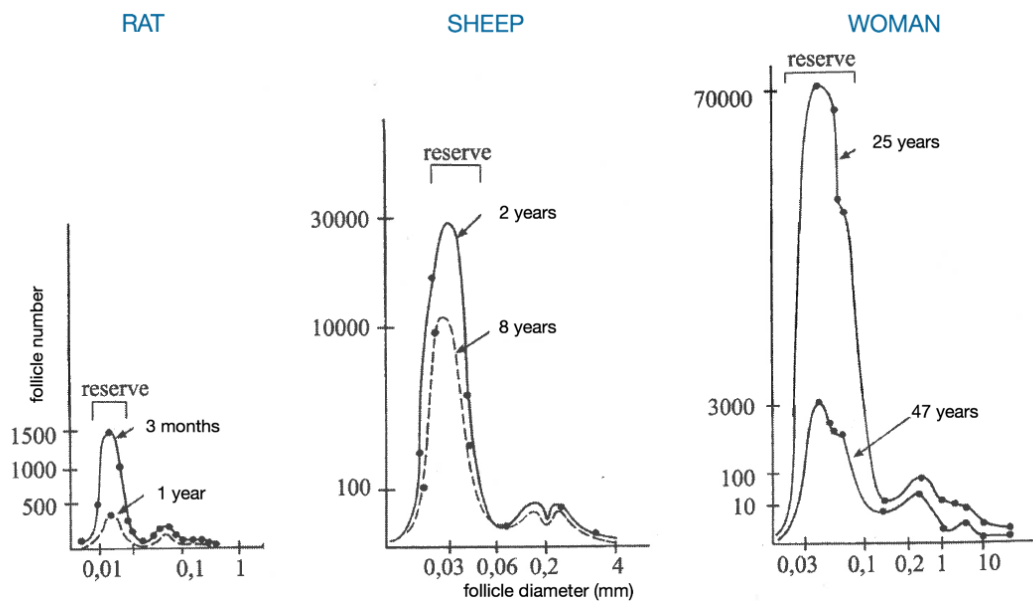 RAT
SHEEP
WOMAN
follicle number
reserve
1500
1000
500
3 months
1 year
0,01
0,1
1
reserve
30000
10000
100
2 years
8 years
0,03
0,06
0,2
4
follicle diameter (mm)
reserve
70000
3000
100
10
25 years
47 years
0,03
0,1
0,2
1
10